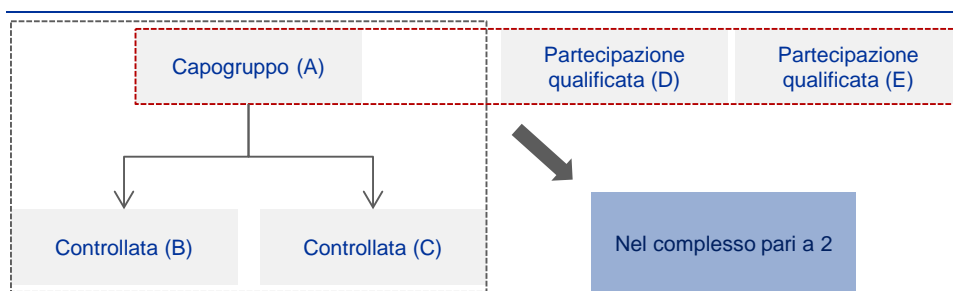 Capogruppo (A)
Partecipazione
qualificata (D)
Partecipazione
qualificata (E)
Controllata (B)
Controllata (C)
Nel complesso pari a 2